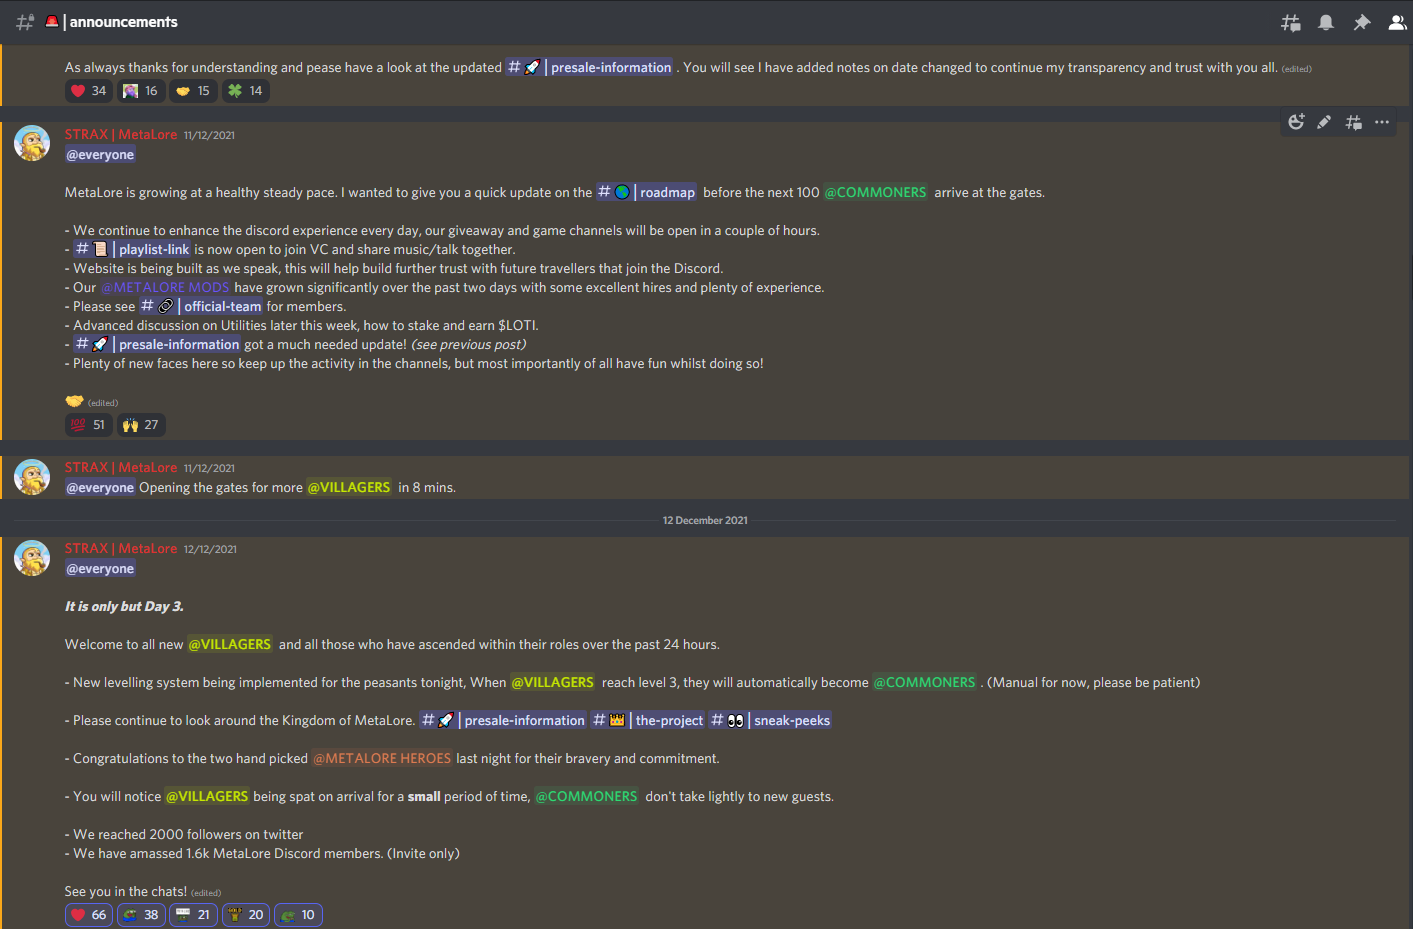 | announcements
As always thanks for understanding and pease have a look at the updated # | presale-information . You will see I have added notes on date changed to continue my transparency and trust with you all. (edited)
34 16 15 14
STRAX | MetaLore 11/12/2021
@everyone
MetaLore is growing at a healthy steady pace. I wanted to give you a quick update on the # | roadmap before the next 100 @COMMONERS arrive at the gates.
- We continue to enhance the discord experience every day, our giveaway and game channels will be open in a couple of hours.
- # | playlist-link is now open to join VC and share music/talk together.
- Website is being built as we speak, this will help build further trust with future travellers that join the Discord.
- Our @METALORE MODS have grown significantly over the past two days with some excellent hires and plenty of experience.
- Please see # | official-team for members.
- Advanced discussion on Utilities later this week, how to stake and earn $LOTI.
- # | presale-information got a much needed update! (see previous post)
- Plenty of new faces here so keep up the activity in the channels, but most importantly of all have fun whilst doing so!
(edited)
100 51 27
STRAX | MetaLore 11/12/2021
@everyone Opening the gates for more @VILLAGERS in 8 mins.
12 December 2021
STRAX | MetaLore 12/12/2021
@everyone
It is only but Day 3.
Welcome to all new @VILLAGERS and all those who have ascended within their roles over the past 24 hours.
- New levelling system being implemented for the peasants tonight, When @VILLAGERS reach level 3, they will automatically become @COMMONERS . (Manual for now, please be patient)
- Please continue to look around the Kingdom of MetaLore. # | presale-information # | the-project # | sneak-peeks
- Congratulations to the two hand picked @METALORE HEROES last night for their bravery and commitment.
- You will notice @VILLAGERS being spat on arrival for a small period of time, @COMMONERS don't take lightly to new guests.
- We reached 2000 followers on twitter
- We have amassed 1.6k MetaLore Discord members. (Invite only)
See you in the chats! (edited)
66 38 21 20 10